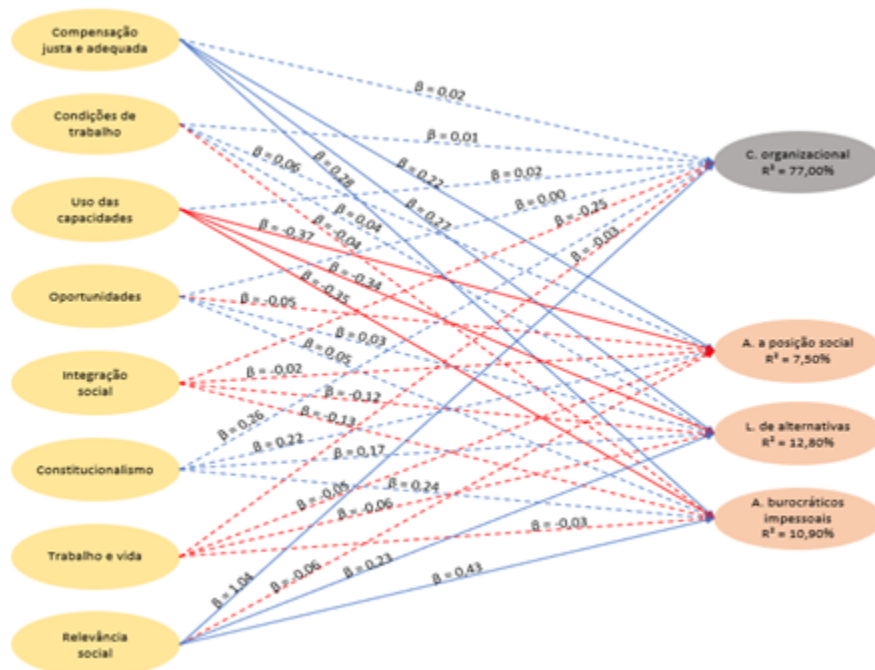 Compensação
justa e adequada
Condições de
trabalho
Uso das
capacidades
Oportunidades
Integração
social
Constitucionalismo
Trabalho e vida
Relevância
social
β = 0,02
β = 0,01
β = 0,06
β = 0,28
β = 0,22
β = 0,02
β = 0,27
β = 0,00
β = -0,25
β = 0,04
β = -0,04
β = -0,03
β = -0,37
β = -0,34
β = -0,35
β = -0,05
β = 0,03
β = 0,05
β = -0,02
β = -0,12
β = -0,13
β = 0,26
β = 0,22
β = 0,17
β = 0,24
β = -0,05
β = -0,06
β = -0,03
β = 1,04
β = -0,06
β = 0,23
β = 0,43
C. organizacional
R² = 77,00%
A. a posição social
R² = 7,50%
L. de alternativas
R² = 12,80%
A. burocráticos
impessoais
R² = 10,90%